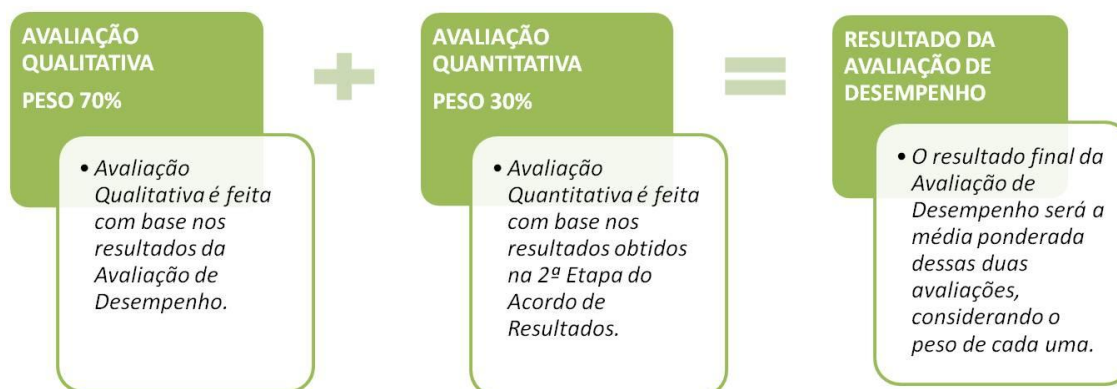 AVALIAÇÃO
QUALITATIVA
PESO 70%
• Avaliação
Qualitativa é feita
com base nos
resultados da
Avaliação de
Desempenho.
+
AVALIAÇÃO
QUANTITATIVA
PESO 30%
• Avaliação
Quantitativa é feita
com base nos
resultados obtidos
na 2ª Etapa do
Acordo de
Resultados.
=
RESULTADO DA
AVALIAÇÃO DE
DESEMPENHO
• O resultado final da
Avaliação de
Desempenho será a
média ponderada
dessas duas
avaliações,
considerando o
peso de cada uma.